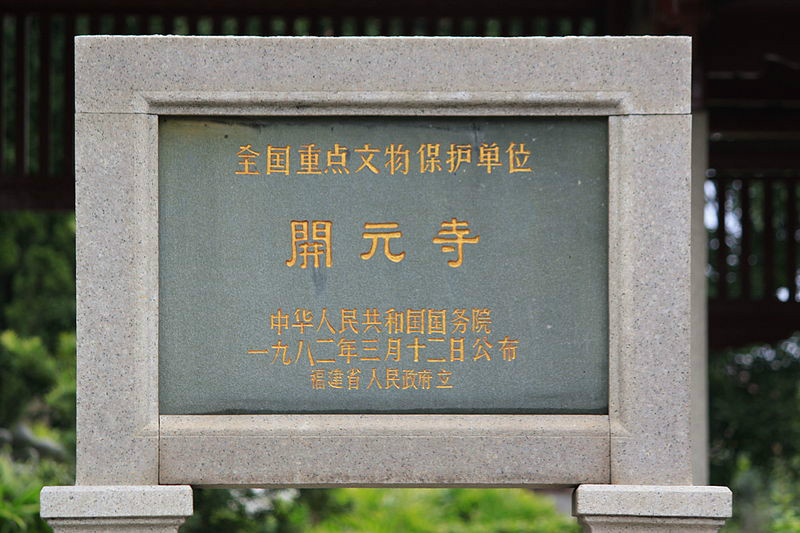 全国重点文物保护单位
開元寺
中华人民共和国国务院
一九八二年三月十二日公布
福建省人民政府立